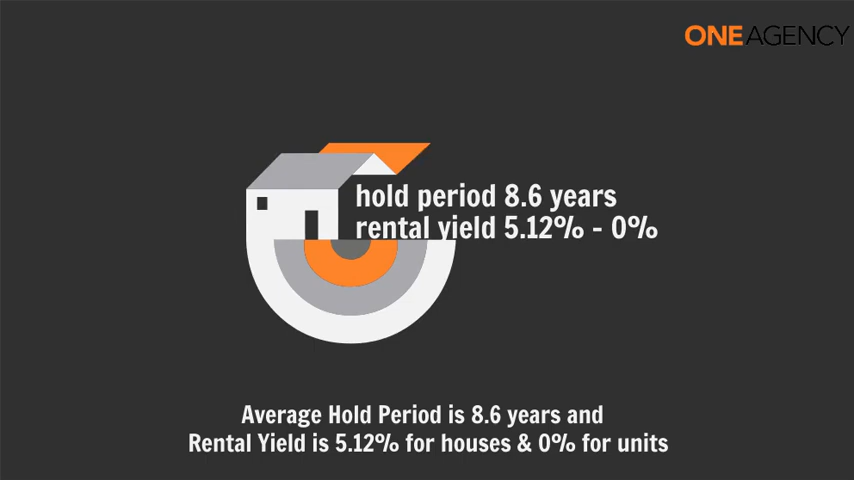 ONEAGENCY
hold period 8.6 years
rental yield 5.12% - 0%
Average Hold Period is 8.6 years and
Rental Yield is 5.12% for houses & 0% for units